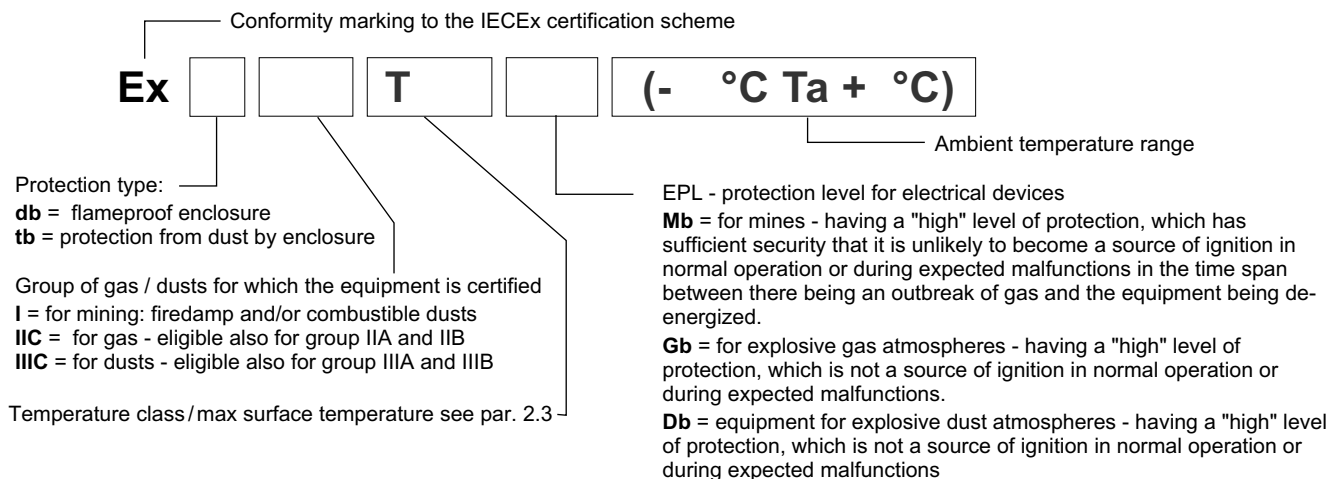 Conformity marking to the IECEx certification scheme
Ex T (- °C Ta + °C)
Ambient temperature range
Protection type:
db = flameproof enclosure
tb = protection from dust by enclosure
Group of gas / dusts for which the equipment is certified
I = for mining: firedamp and/or combustible dusts
IIC = for gas - eligible also for group IIA and IIB
IIIC = for dusts - eligible also for group IIIA and IIIB
Temperature class/max surface temperature see par. 2.3
EPL - protection level for electrical devices
Mb = for mines - having a "high" level of protection, which has
sufficient security that it is unlikely to become a source of ignition in
normal operation or during expected malfunctions in the time span
between there being an outbreak of gas and the equipment being de-
energized.
Gb = for explosive gas atmospheres - having a "high" level of
protection, which is not a source of ignition in normal operation or
during expected malfunctions.
Db = equipment for explosive dust atmospheres - having a "high" level
of protection, which is not a source of ignition in normal operation or
during expected malfunctions